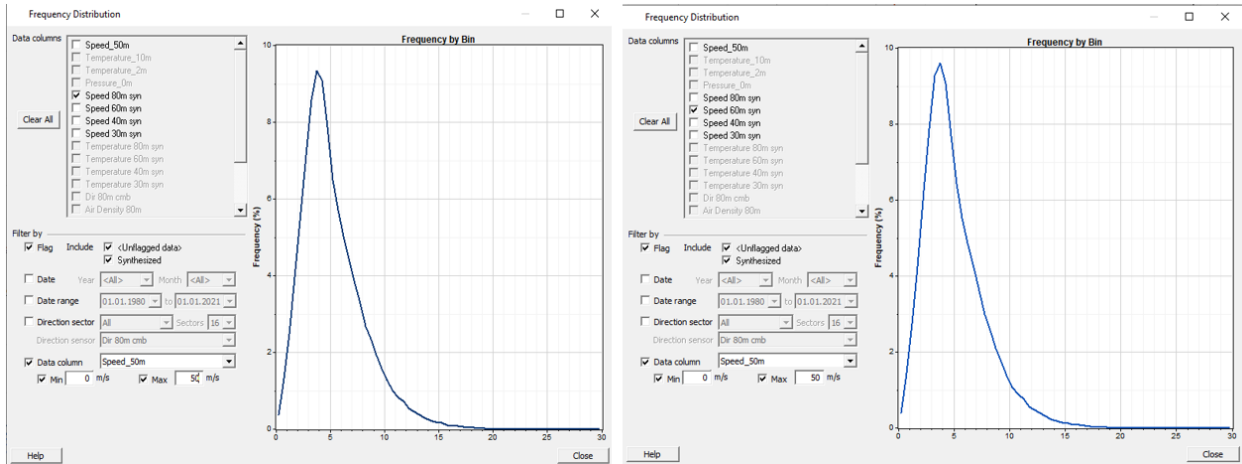 Frequency Distribution
Data columns
Speed_50m
Temperature_10m
Temperature_2m
Pressure_0m
Speed 80m syn
Speed 60m syn
Speed 40m syn
Speed 30m syn
Temperature 80m syn
Temperature 60m syn
Temperature 40m syn
Temperature 30m syn
Dir 80m cmb
Air Density 80m
Clear All
Filter by
Flag Include <Unflagged data>
Synthesized
Date Year <All> Month <All>
Date range 01.01.1980 to 01.01.2021
Direction sector All Sectors 16
Direction sensor Dir 80m cmb
Data column Speed_50m
Min 0 m/s Max 50 m/s
Help
Frequency by Bin
Frequency (%)
10
8
6
4
2
0
0 5 10 15 20 25 30
Close
Frequency Distribution
Data columns
Speed_50m
Temperature_10m
Temperature_2m
Pressure_0m
Speed 80m syn
Speed 60m syn
Speed 40m syn
Speed 30m syn
Temperature 80m syn
Temperature 60m syn
Temperature 40m syn
Temperature 30m syn
Dir 80m cmb
Air Density 80m
Clear All
Filter by
Flag Include <Unflagged data>
Synthesized
Date Year <All> Month <All>
Date range 01.01.1980 to 01.01.2021
Direction sector All Sectors 16
Direction sensor Dir 80m cmb
Data column Speed_50m
Min 0 m/s Max 50 m/s
Help
Frequency by Bin
Frequency (%)
10
8
6
4
2
0
0 5 10 15 20 25 30
Close